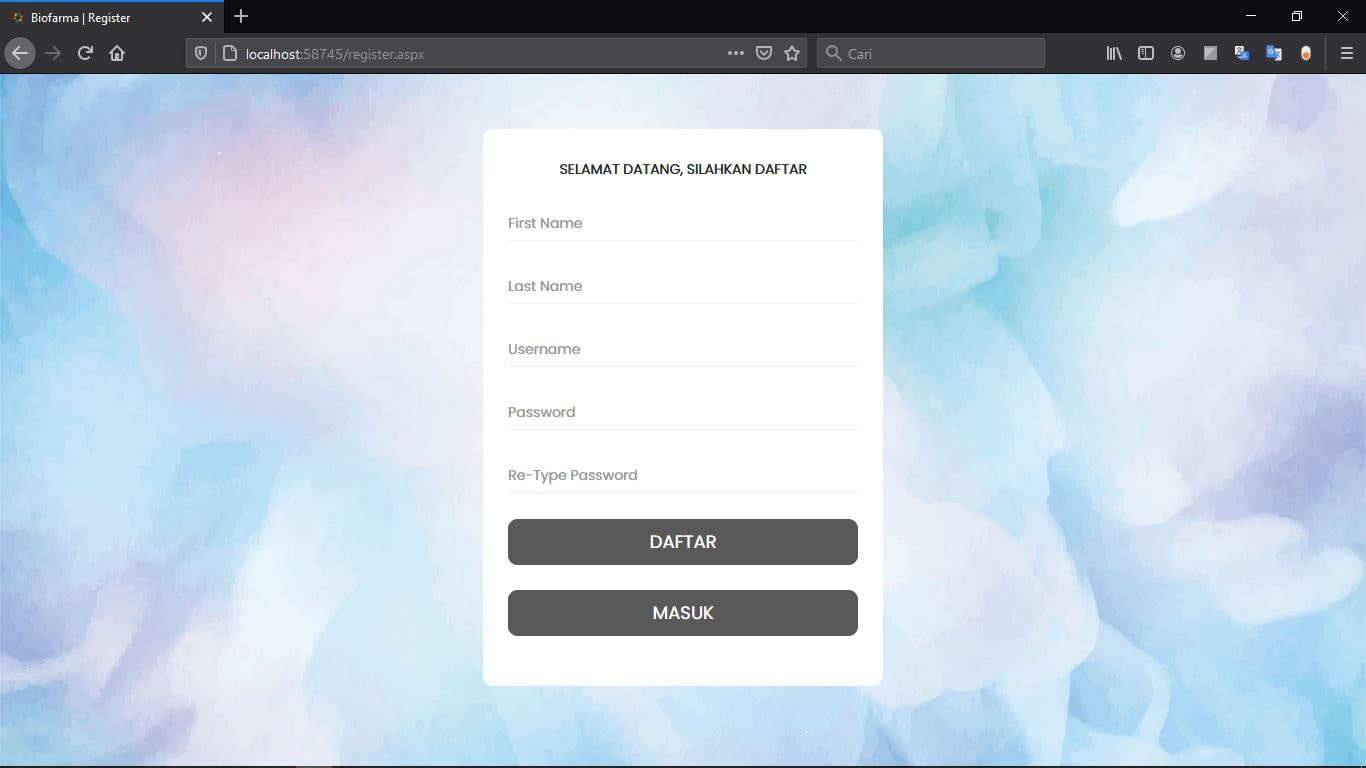 Biofarma | Register
localhost:58745/register.aspx
Cari
SELAMAT DATANG, SILAHKAN DAFTAR
First Name
Last Name
Username
Password
Re-Type Password
DAFTAR
MASUK